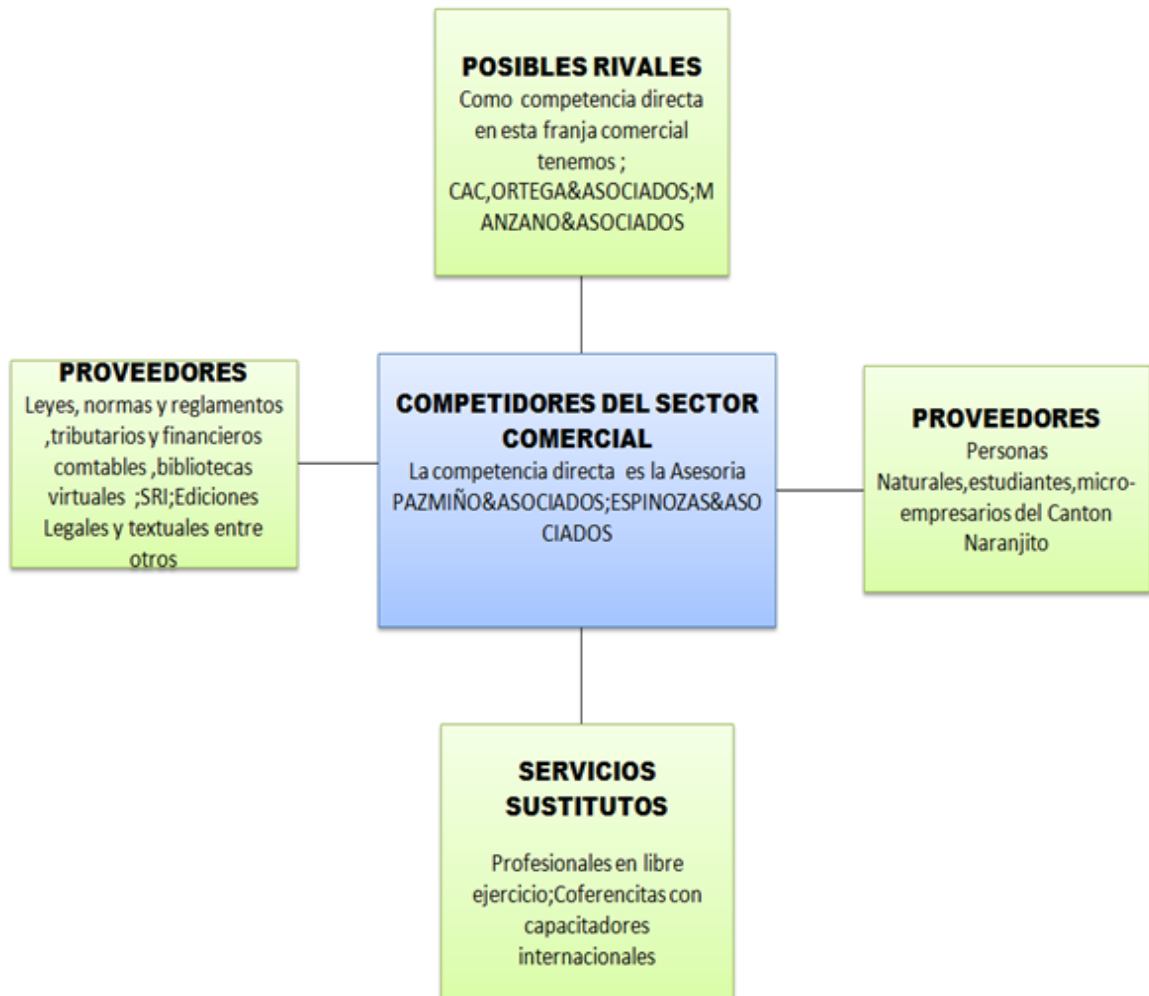 POSIBLES RIVALES
Como competencia directa
en esta franja comercial
tenemos ;
CAC,ORTEGA&ASOCIADOS;M
ANZANO&ASOCIADOS
PROVEEDORES
Leyes, normas y reglamentos
,tributarios y financieros
comtables ,bibliotecas
virtuales ;SRI;Ediciones
Legales y textuales entre
otros
COMPETIDORES DEL SECTOR
COMERCIAL
La competencia directa es la Asesoria
PAZMIÑO&ASOCIADOS;ESPINOZAS&ASO
CIADOS
PROVEEDORES
Personas
Naturales,estudiantes,micro-
empresarios del Canton
Naranjito
SERVICIOS
SUSTITUTOS
Profesionales en libre
ejercicio;Coferencitas con
capacitadores
internacionales